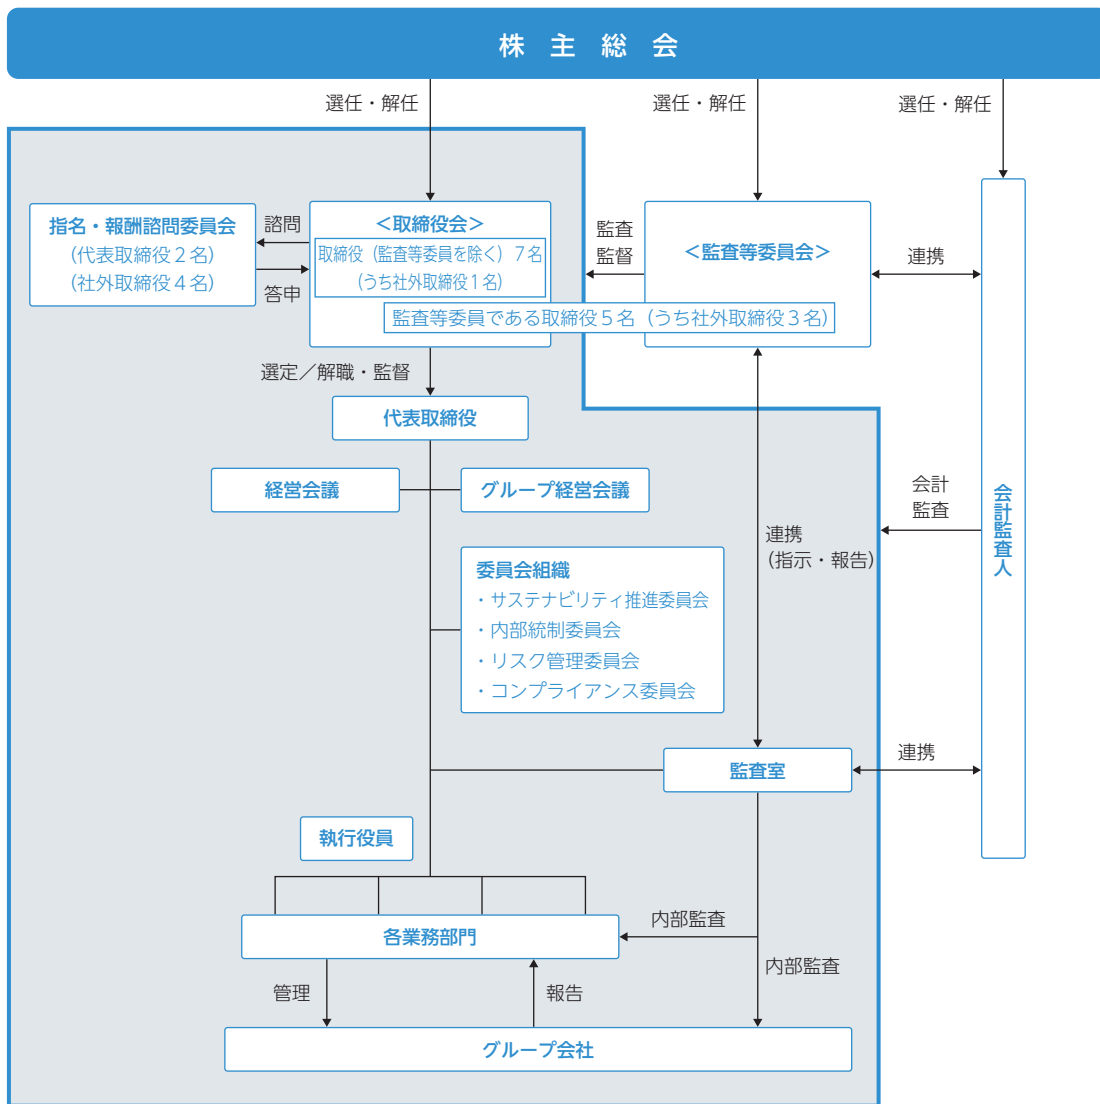 株主総会
選任・解任
選任・解任
選任・解任
指名・報酬諮問委員会
(代表取締役2名)
(社外取締役4名)
諮問
答申
<取締役会>
取締役(監査等委員を除く)7名
(うち社外取締役1名)
監査
監督
<監査等委員会>
連携
監査等委員である取締役5名(うち社外取締役3名)
選定/解職・監督
代表取締役
経営会議
グループ経営会議
会計
監査
会計監査人
連携
(指示・報告)
委員会組織
・サステナビリティ推進委員会
・内部統制委員会
・リスク管理委員会
・コンプライアンス委員会
監査室
連携
執行役員
各業務部門
内部監査
内部監査
管理
報告
グループ会社